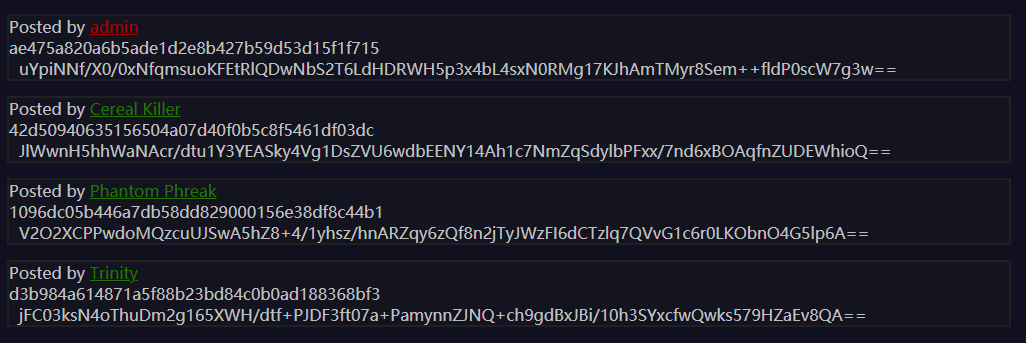 Posted by admin
ae475a820a6b5ade1d2e8b427b59d53d15f1f715
uYpiNNf/X0/0xNfqmsuoKFEtRlQDwNbS2T6LdHDRWH5p3x4bL4sxN0RMg17KJhAmTMyr8Sem++fldP0scW7g3w==
Posted by Cereal Killer
42d50940635156504a07d40f0b5c8f5461df03dc
JlWwnH5hhWaNAcr/dtu1Y3YEASky4Vg1DsZVU6wdbEENY14Ah1c7NmZqSdylbPFxx/7nd6xBOAqfnZUDEWhioQ==
Posted by Phantom Phreak
1096dc05b446a7db58dd829000156e38df8c44b1
V2O2XCPPwdoMQzcuUJSwA5hZ8+4/1yhsz/hnARZqy6zQf8n2jTyJWzFI6dCTzlq7QVvG1c6r0LKObnO4G5lp6A==
Posted by Trinity
d3b984a614871a5f88b23bd84c0b0ad188368bf3
jFC03ksN4oThuDm2g165XWH/dtf+PJDF3ft07a+PamynnZJNQ+ch9gdBxJBi/10h3SYxcfwQwks579HZaEv8QA==